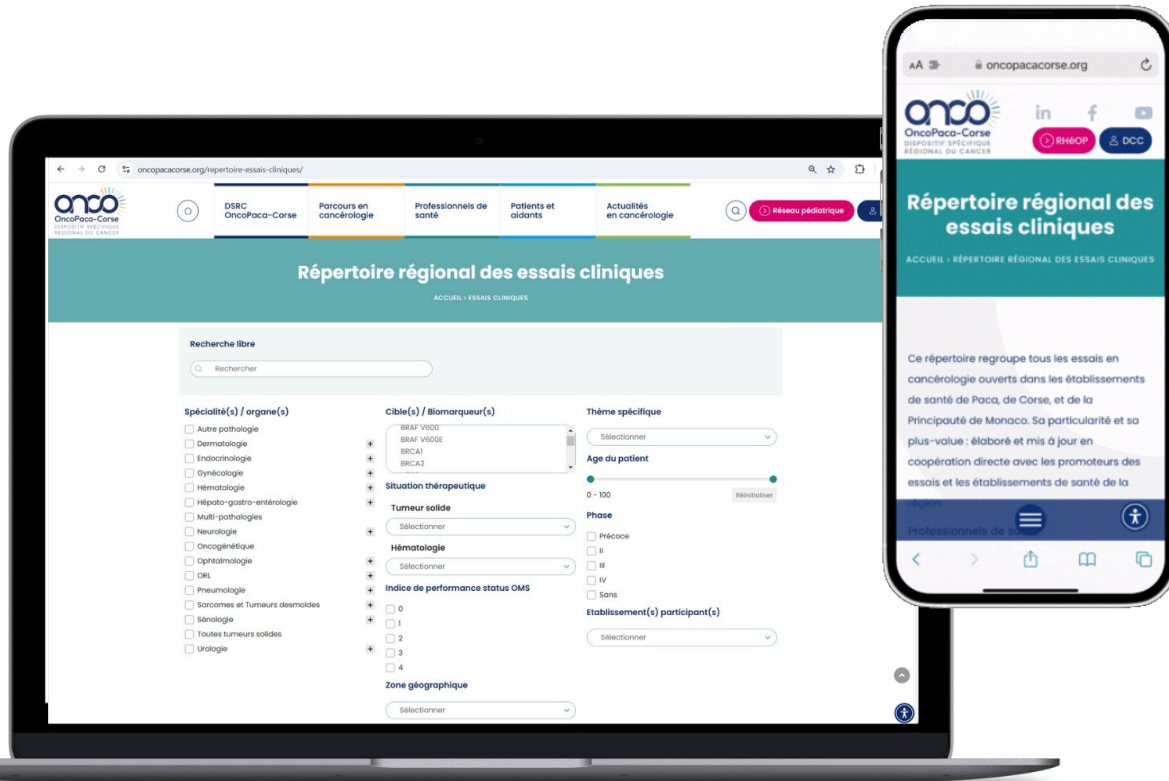 oncopacacorse.org/repertoire-essais-cliniques/
onco
OncoPaca-Corse
DISPOSITIF SPÉCIFIQUE
RÉGIONAL DU CANCER
DSRC
OncoPaca-Corse
Parcours en
cancérologie
Professionnels de
santé
Patients et
aidants
Actualités
en cancérologie
Réseau pédiatrique
Répertoire régional des essais cliniques
ACCUEIL › ESSAIS CLINIQUES
Recherche libre
Rechercher
Spécialité(s) / organe(s)
Autre pathologie
Dermatologie
Endocrinologie
Gynécologie
Hématologie
Hépato-gastro-entérologie
Multi-pathologies
Neurologie
Oncogénétique
Ophtalmologie
ORL
Pneumologie
Sarcomes et Tumeurs desmoïdes
Sénologie
Toutes tumeurs solides
Urologie
Cible(s) / Biomarqueur(s)
BRAF V600
BRAF V600E
BRCA1
BRCA2
Situation thérapeutique
Tumeur solide
Sélectionner
Hématologie
Sélectionner
Indice de performance status OMS
0
1
2
3
4
Zone géographique
Sélectionner
Thème spécifique
Sélectionner
Age du patient
0 - 100
Réinitialiser
Phase
Précoce
II
III
IV
Sans
Etablissement(s) participant(s)
Sélectionner
AA
oncopacacorse.org
onco
OncoPaca-Corse
DISPOSITIF SPÉCIFIQUE
RÉGIONAL DU CANCER
in f
RHéOP
DCC
Répertoire régional des
essais cliniques
ACCUEIL › RÉPERTOIRE RÉGIONAL DES ESSAIS CLINIQUES
Ce répertoire regroupe tous les essais en
cancérologie ouverts dans les établissements
de santé de Paca, de Corse, et de la
Principauté de Monaco. Sa particularité et sa
plus-value : élaboré et mis à jour en
coopération directe avec les promoteurs des
essais et les établissements de santé de la
région.
Professionnels de